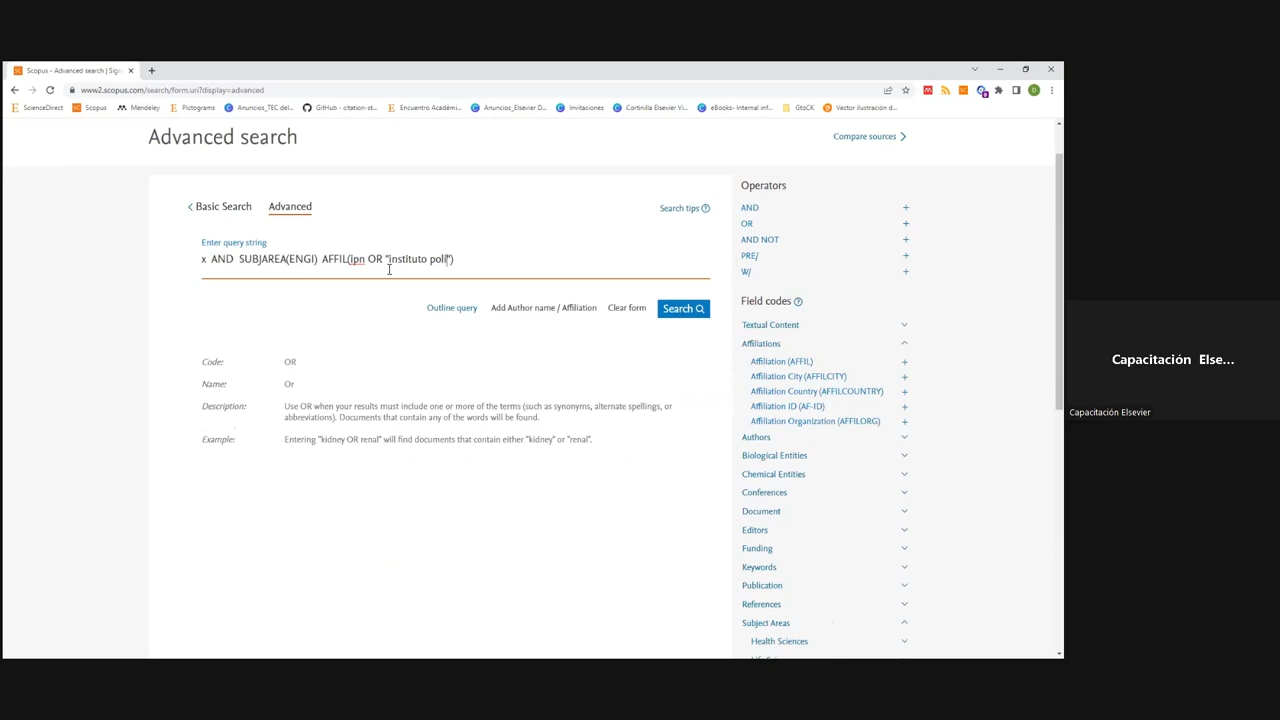 Scopus - Advanced search | Sign
www2.scopus.com/search/form.uri?display=advanced
ScienceDirect Scopus Mendeley Pictograms Anuncios_TEC del... GitHub - citation-st... Encuentro Académi... Anuncios_Elsevier D... Invitaciones Cortinilla Elsevier Vi... eBooks- Internal inf... GtoCK Vector ilustración d...
Advanced search
Compare sources
Basic Search Advanced
Search tips
Enter query string
x AND SUBJAREA(ENGI) AFFIL(ipn OR "instituto poli")
Outline query Add Author name / Affiliation Clear form Search
Code: OR
Name: Or
Description: Use OR when your results must include one or more of the terms (such as synonyms, alternate spellings, or
abbreviations). Documents that contain any of the words will be found.
Example: Entering "kidney OR renal" will find documents that contain either "kidney" or "renal".
Operators
AND +
OR +
AND NOT +
PRE/ +
W/ +
Field codes
Textual Content
Affiliations
Affiliation (AFFIL) +
Affiliation City (AFFILCITY) +
Affiliation Country (AFFILCOUNTRY) +
Affiliation ID (AF-ID) +
Affiliation Organization (AFFILORG) +
Authors
Biological Entities
Chemical Entities
Conferences
Document
Editors
Funding
Keywords
Publication
References
Subject Areas
Health Sciences
Capacitación Else...
Capacitación Elsevier